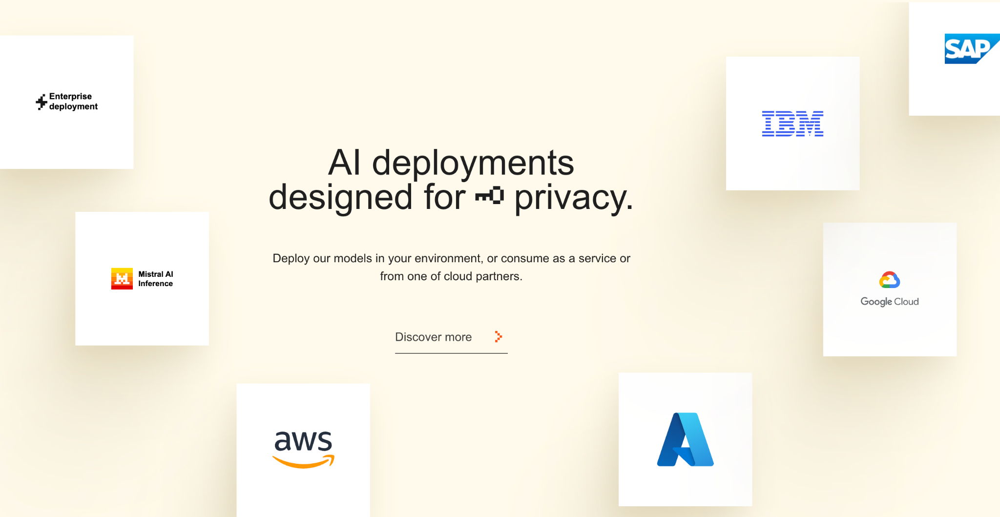 SAP
Enterprise
deployment
IBM
AI deployments
designed for privacy.
Deploy our models in your environment, or consume as a service or
from one of cloud partners.
Mistral AI
Inference
Google Cloud
Discover more
aws